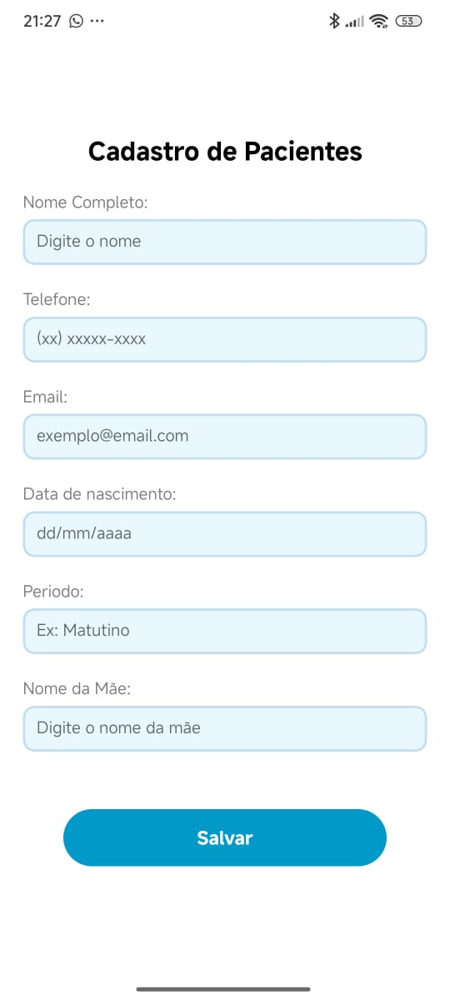 21:27 ...
53
Cadastro de Pacientes
Nome Completo:
Digite o nome
Telefone:
(xx) xxxxx-xxxx
Email:
exemplo@email.com
Data de nascimento:
dd/mm/aaaa
Periodo:
Ex: Matutino
Nome da Mãe:
Digite o nome da mãe
Salvar